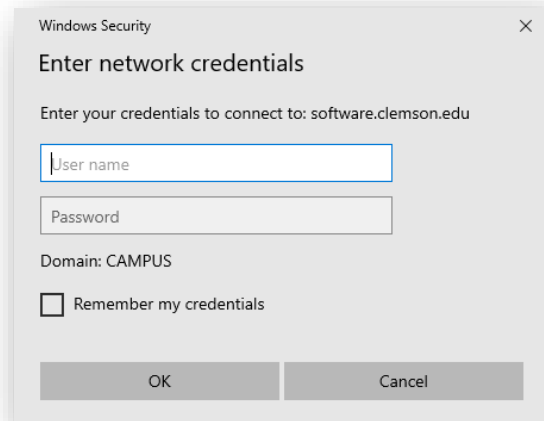 Windows Security
Enter network credentials
Enter your credentials to connect to: software.clemson.edu
User name
Password
Domain: CAMPUS
Remember my credentials
OK
Cancel